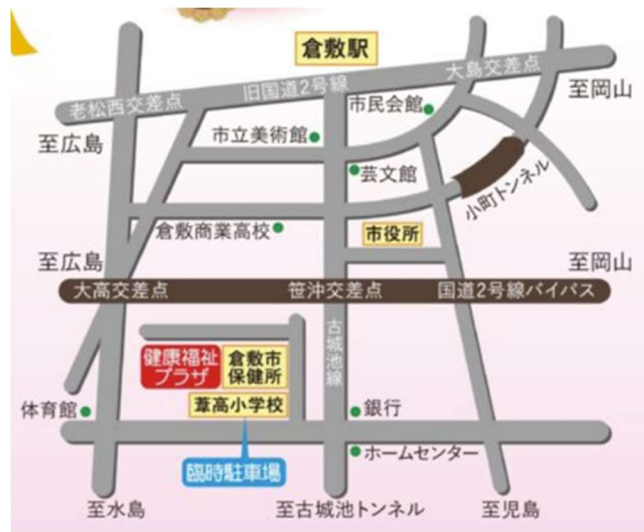 倉敷駅
旧国道2号線
大島交差点
老松西交差点
至岡山
至広島
市民会館
市立美術館
芸文館
小町トンネル
倉敷商業高校
市役所
至広島
至岡山
大高交差点
笹沖交差点
国道2号線バイパス
古城池線
健康福祉
プラザ
倉敷市
保健所
葦高小学校
体育館
銀行
臨時駐車場
ホームセンター
至水島
至古城池トンネル
至児島